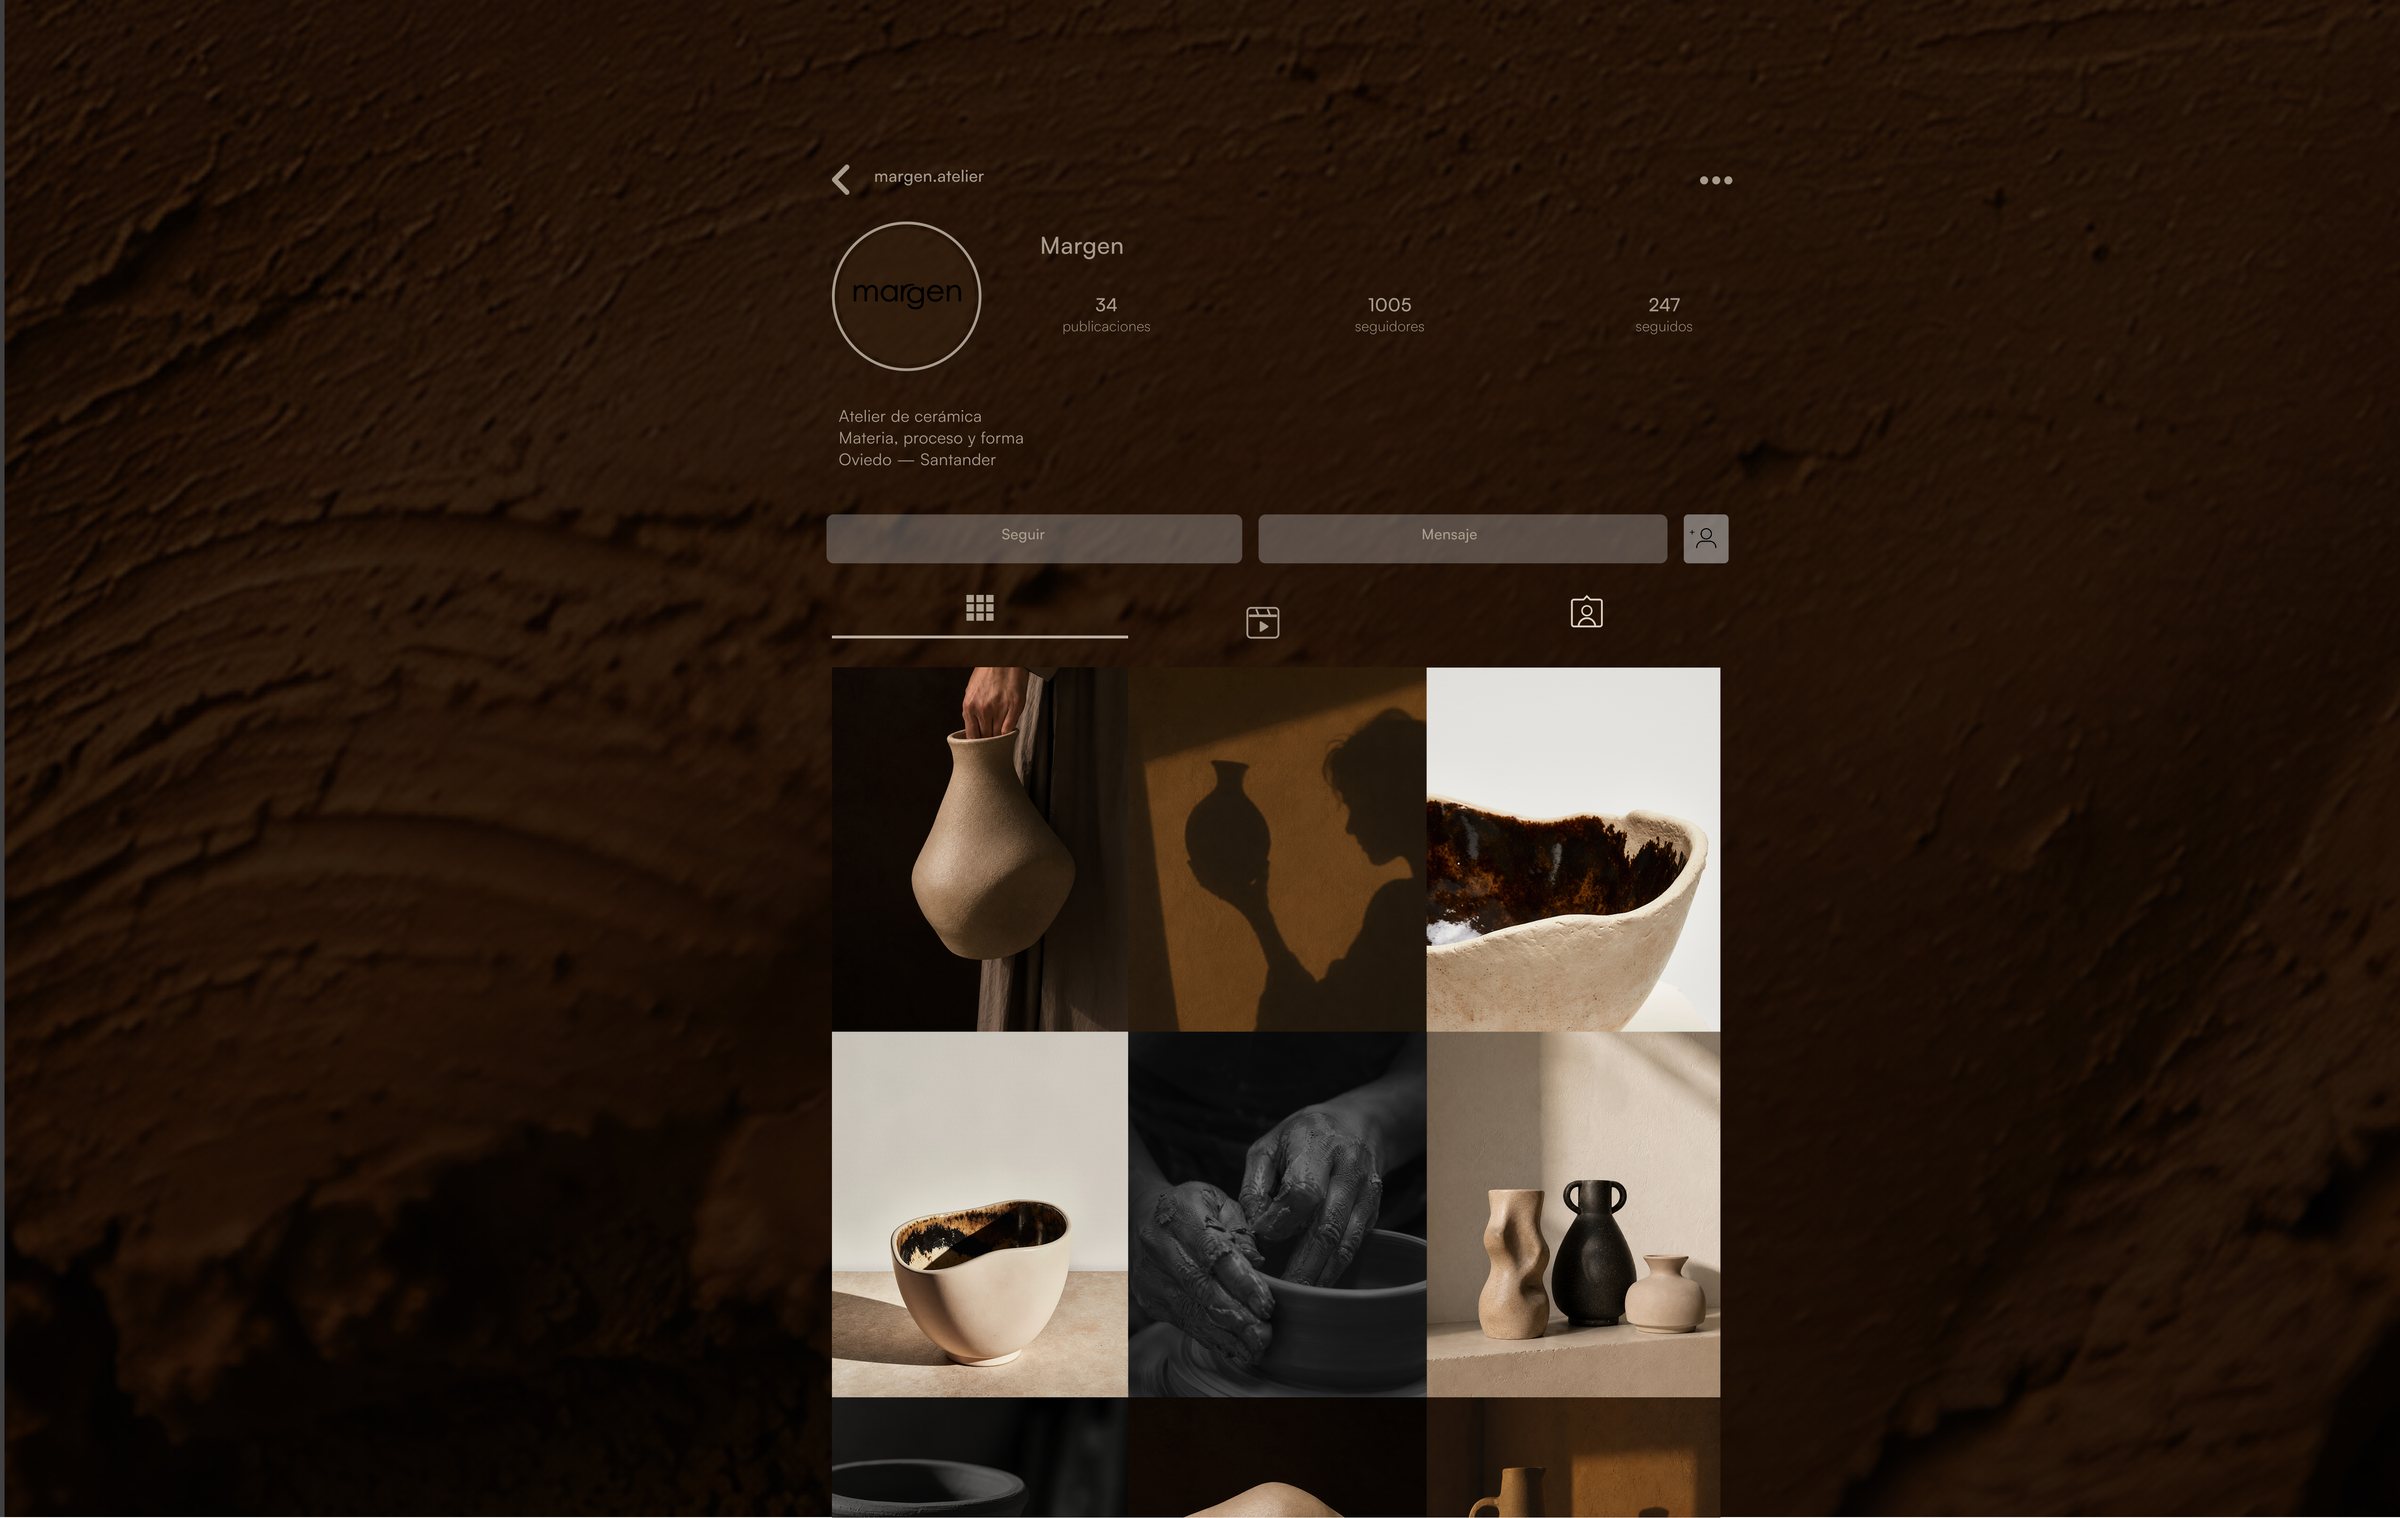 margen.atelier
margen
Margen
34
publicaciones
1005
seguidores
247
seguidos
Atelier de cerámica
Materia, proceso y forma
Oviedo — Santander
Seguir
Mensaje